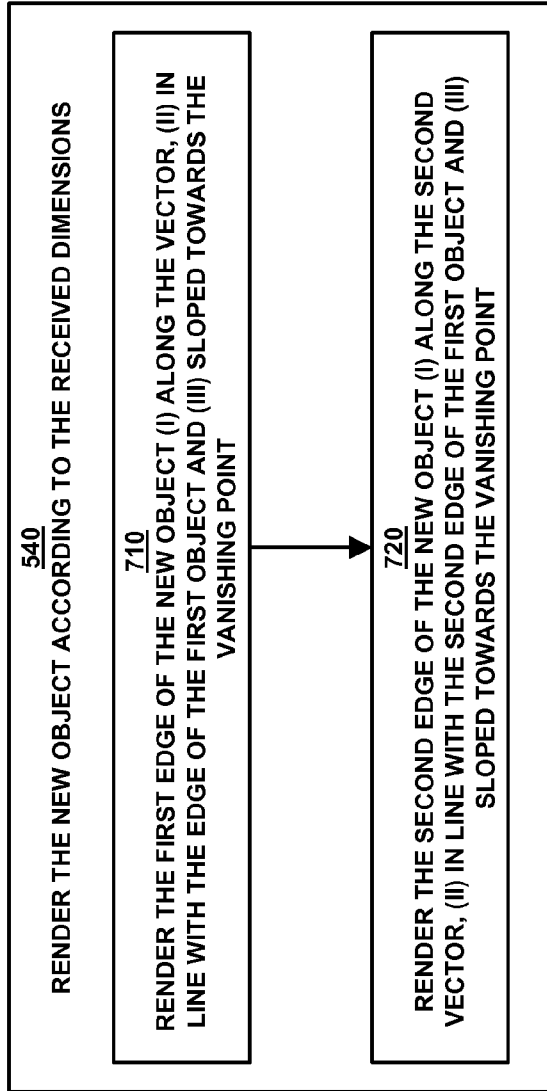 540
RENDER THE NEW OBJECT ACCORDING TO THE RECEIVED DIMENSIONS
710
RENDER THE FIRST EDGE OF THE NEW OBJECT (I) ALONG THE VECTOR, (II) IN
LINE WITH THE EDGE OF THE FIRST OBJECT AND (III) SLOPED TOWARDS THE
VANISHING POINT
720
RENDER THE SECOND EDGE OF THE NEW OBJECT (I) ALONG THE SECOND
VECTOR, (II) IN LINE WITH THE SECOND EDGE OF THE FIRST OBJECT AND (III)
SLOPED TOWARDS THE VANISHING POINT